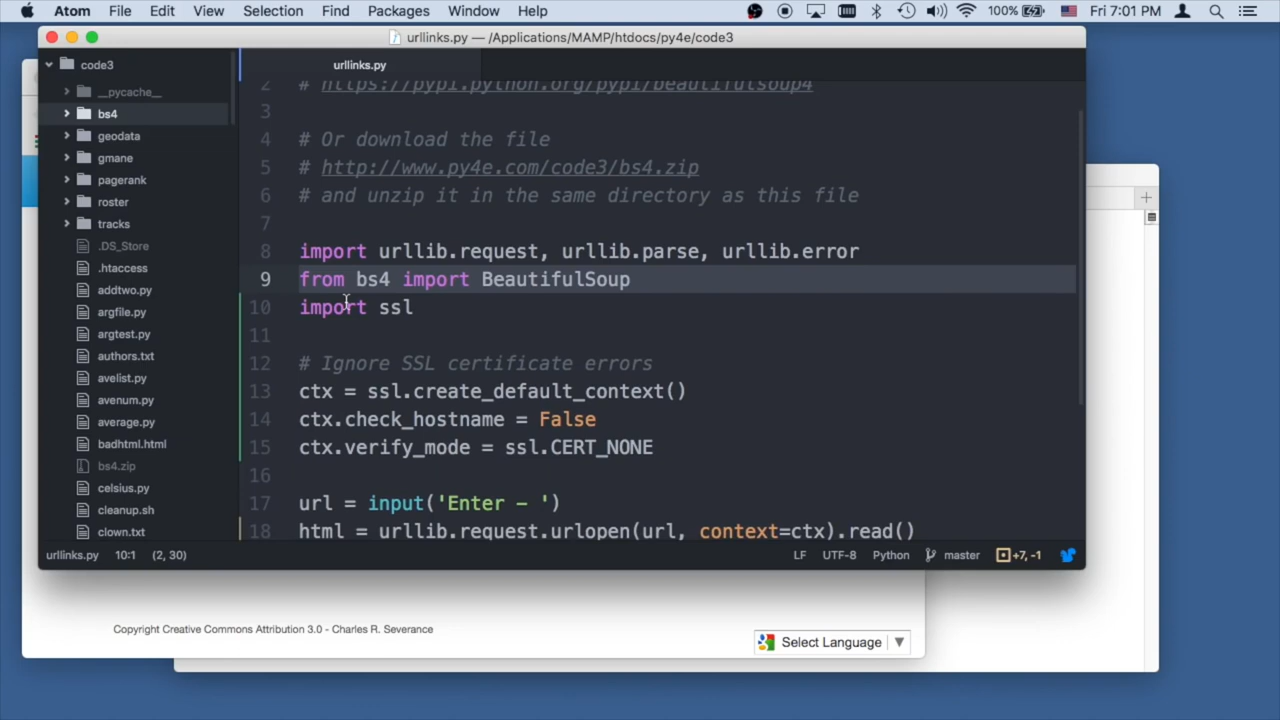 Atom File Edit View Selection Find Packages Window Help 100% Fri 7:01 PM
urllinks.py — /Applications/MAMP/htdocs/py4e/code3
code3
urllinks.py
__pycache__
bs4
geodata
gmane
pagerank
roster
tracks
.DS_Store
.htaccess
addtwo.py
argfile.py
argtest.py
authors.txt
avelist.py
avenum.py
average.py
badhtml.html
bs4.zip
celsius.py
cleanup.sh
clown.txt
2 # https://pypi.python.org/pypi/beautifulsoup4
3
4 # Or download the file
5 # http://www.py4e.com/code3/bs4.zip
6 # and unzip it in the same directory as this file
7
8 import urllib.request, urllib.parse, urllib.error
9 from bs4 import BeautifulSoup
10 import ssl
11
12 # Ignore SSL certificate errors
13 ctx = ssl.create_default_context()
14 ctx.check_hostname = False
15 ctx.verify_mode = ssl.CERT_NONE
16
17 url = input('Enter - ')
18 html = urllib.request.urlopen(url, context=ctx).read()
urllinks.py 10:1 (2, 30) LF UTF-8 Python master +7, -1
Copyright Creative Commons Attribution 3.0 - Charles R. Severance
Select Language ▼